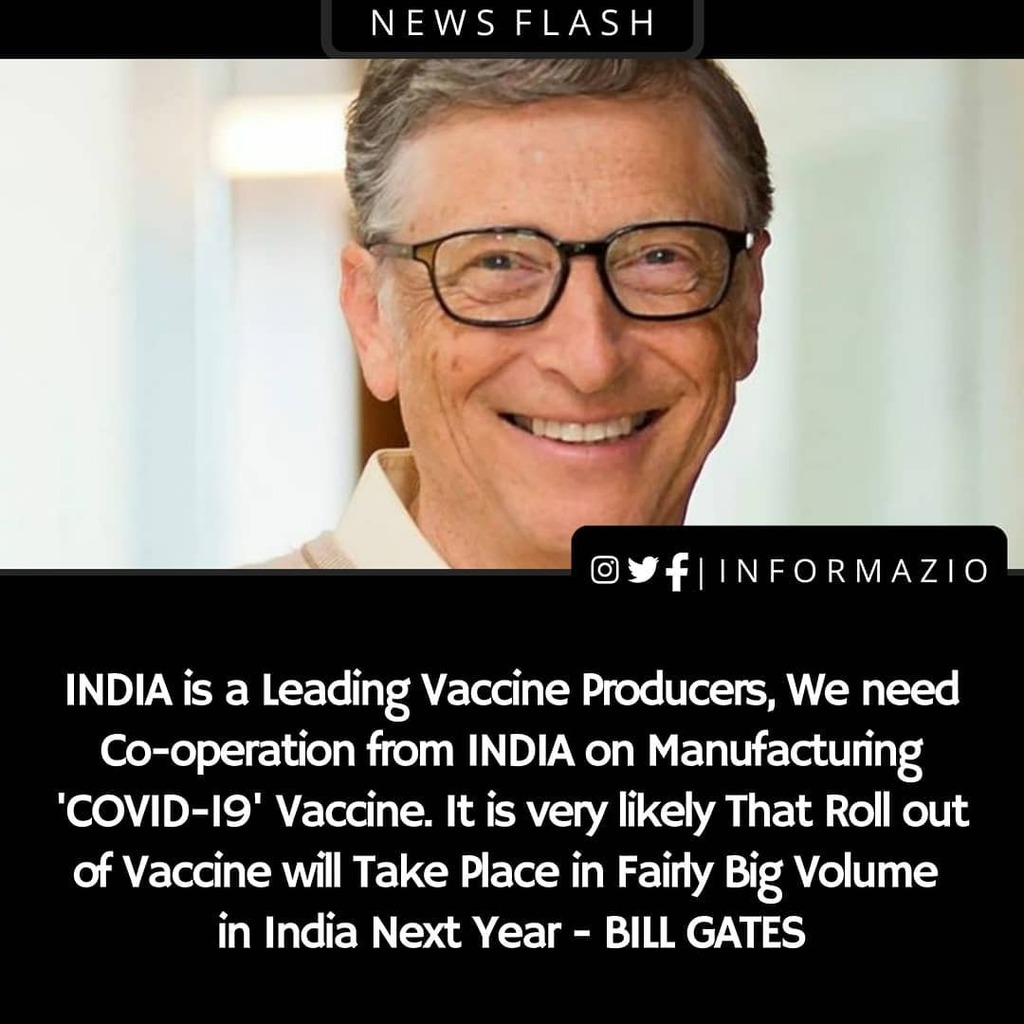 NEWS FLASH
| INFORMAZIO
INDIA is a Leading Vaccine Producers, We need
Co-operation from INDIA on Manufacturing
'COVID-19' Vaccine. It is very likely That Roll out
of Vaccine will Take Place in Fairly Big Volume
in India Next Year - BILL GATES